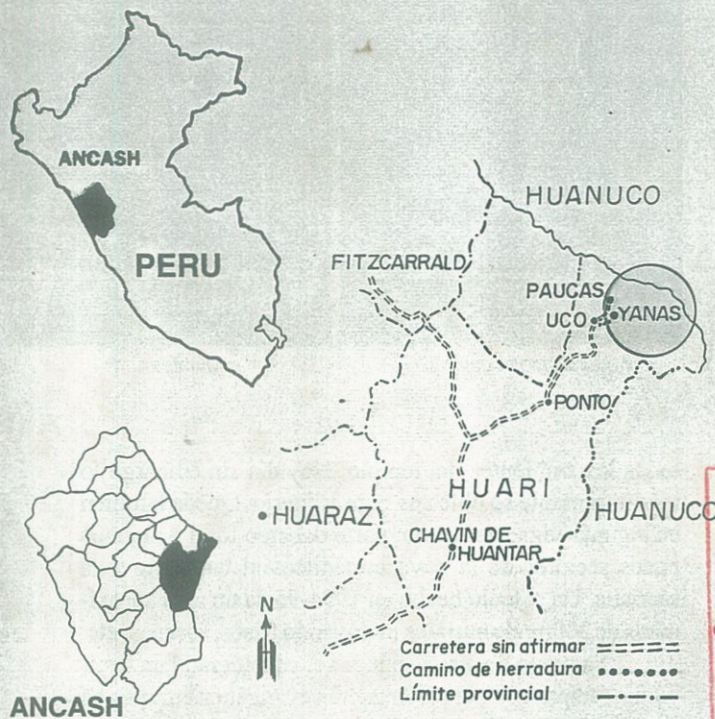 ANCASH
PERU
HUANUCO
FITZCARRALD
PAUCAS
UCO
YANAS
PONTO
HUARI
HUARAZ
HUANUCO
CHAVIN DE
HUANTAR
N
Carretera sin afirmar
Camino de herradura
Límite provincial
ANCASH